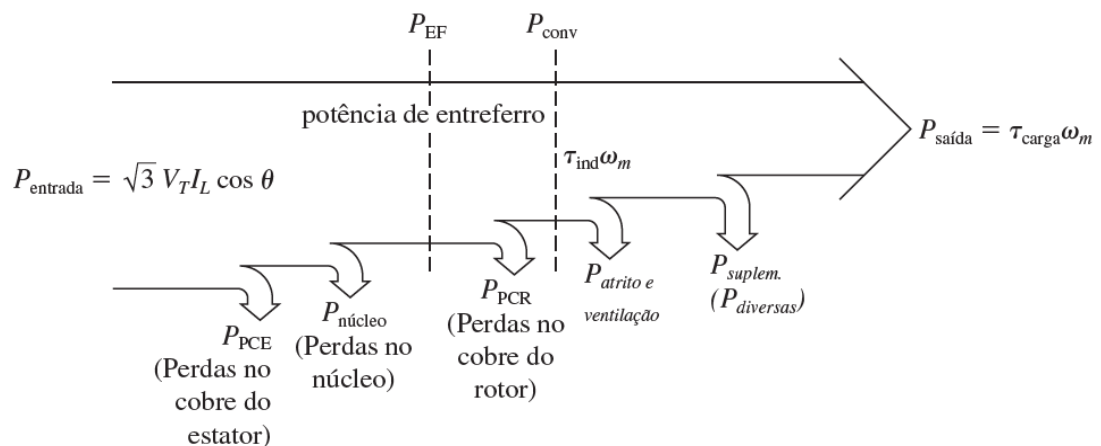 P_EF
P_conv
potência de entreferro
P_saída = τ_carga ω_m
τ_ind ω_m
P_entrada = √3 V_T I_L cos θ
P_PCE
(Perdas no
cobre do
estator)
P_núcleo
(Perdas no
núcleo)
P_PCR
(Perdas no
cobre do
rotor)
P_atrito e
ventilação
P_suplem.
(P_diversas)